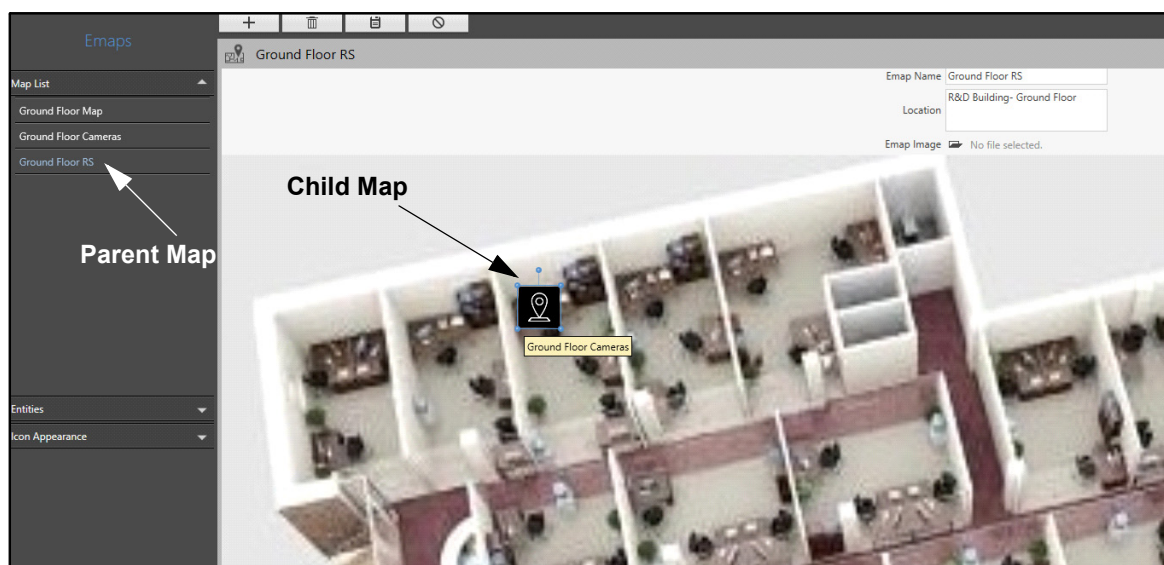 Emaps
Ground Floor RS
Map List
Emap Name Ground Floor RS
Ground Floor Map
Location R&D Building- Ground Floor
Ground Floor Cameras
Emap Image No file selected.
Ground Floor RS
Child Map
Parent Map
Ground Floor Cameras
Entities
Icon Appearance